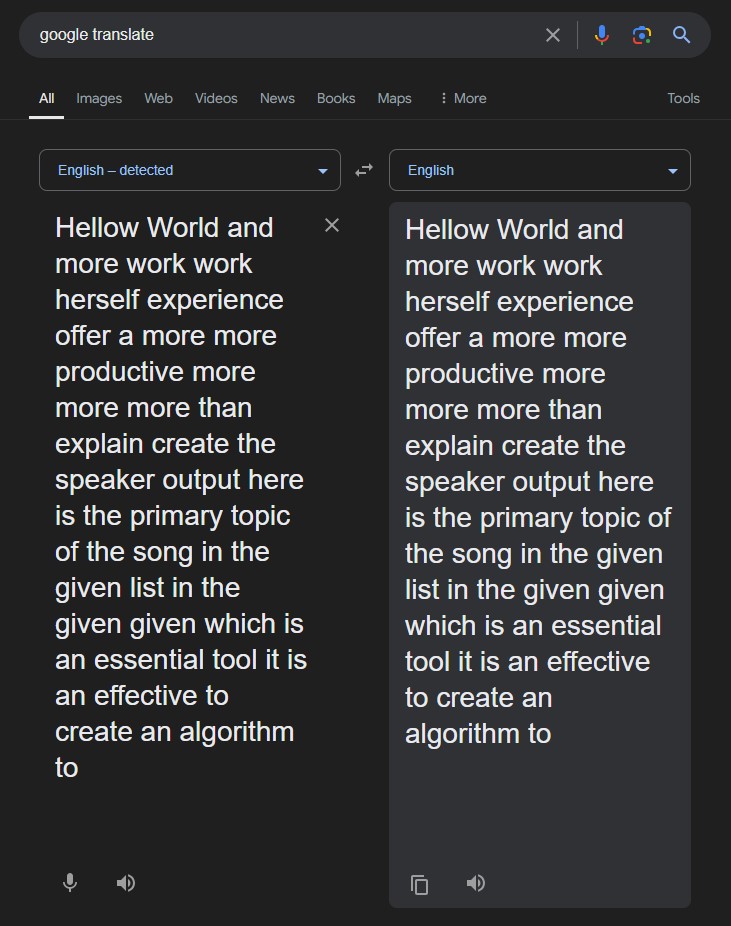 google translate
All Images Web Videos News Books Maps More Tools
English – detected
English
Hellow World and
more work work
herself experience
offer a more more
productive more
more more than
explain create the
speaker output here
is the primary topic
of the song in the
given list in the
given given which is
an essential tool it is
an effective to
create an algorithm
to
Hellow World and
more work work
herself experience
offer a more more
productive more
more more than
explain create the
speaker output here
is the primary topic of
the song in the given
list in the given given
which is an essential
tool it is an effective
to create an
algorithm to